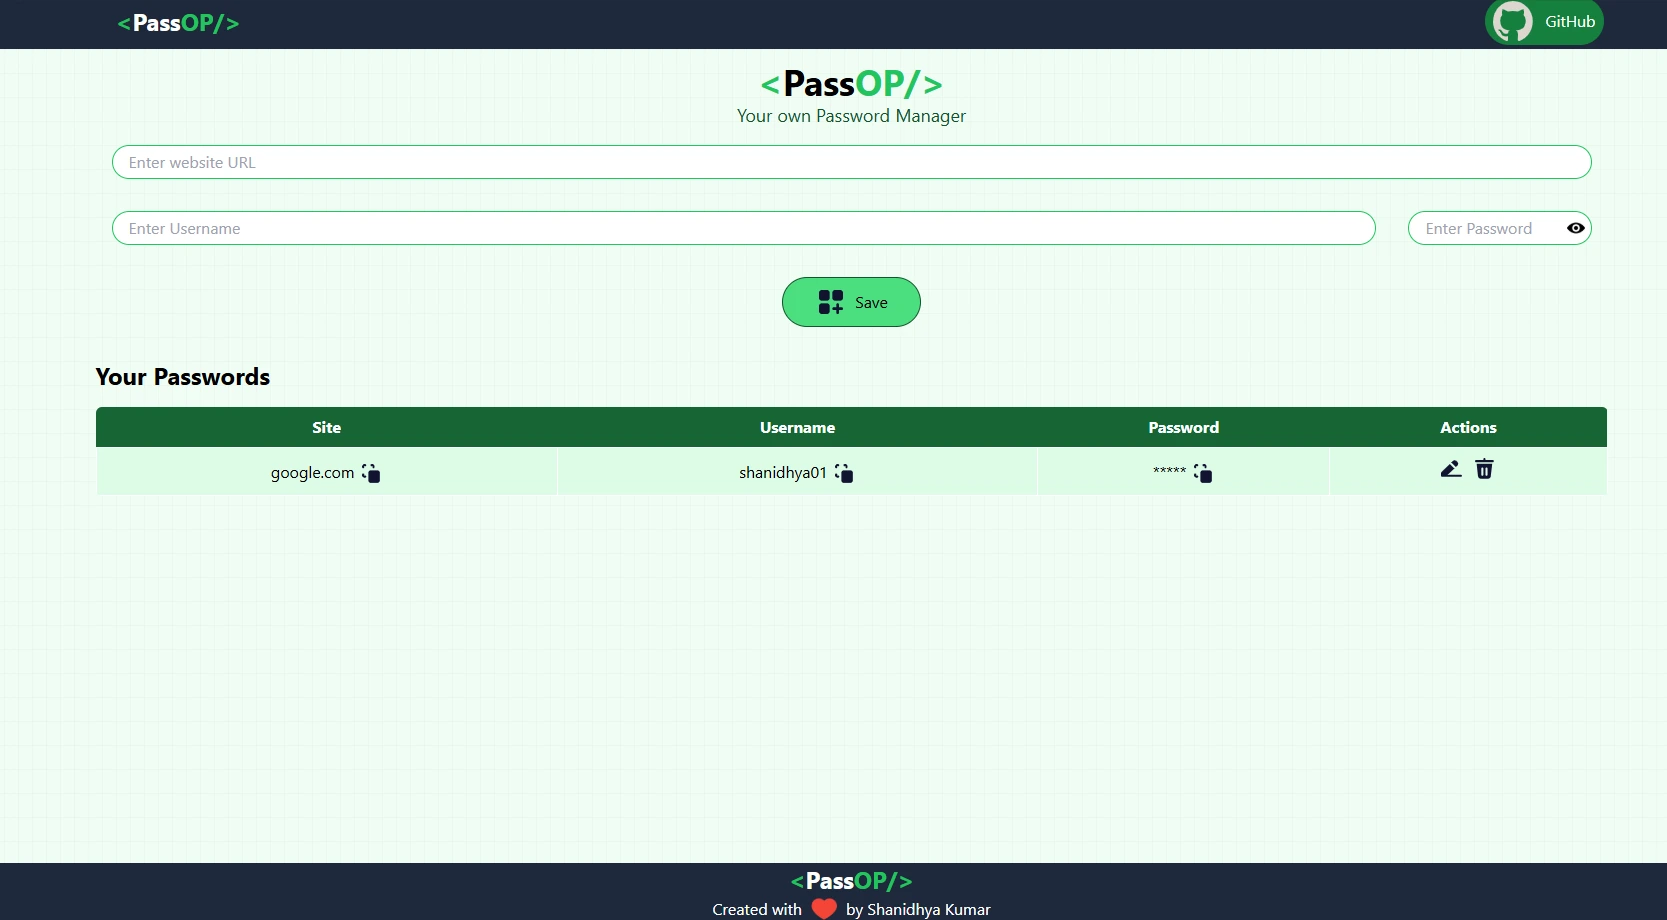 <PassOP/>
GitHub
<PassOP/>
Your own Password Manager
Enter website URL
Enter Username
Enter Password
Save
Your Passwords
Site Username Password Actions
google.com shanidhya01 *****
<PassOP/>
Created with by Shanidhya Kumar